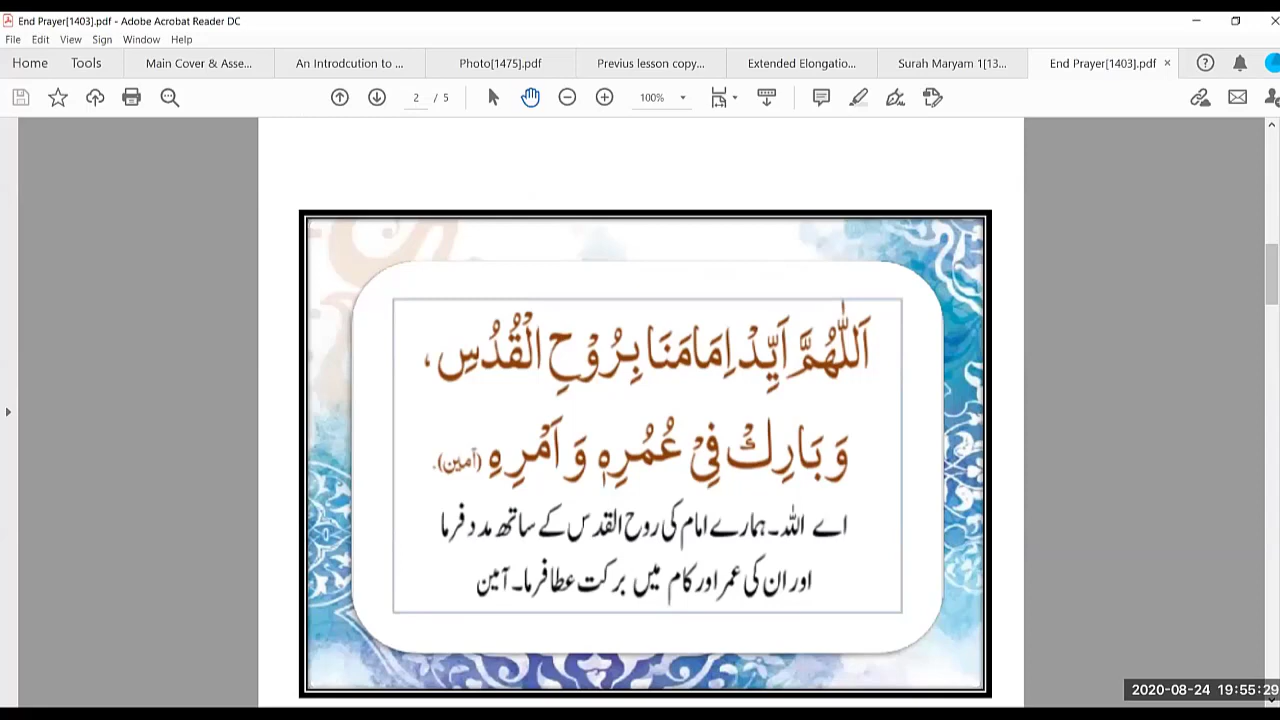 End Prayer[1403].pdf - Adobe Acrobat Reader DC
File Edit View Sign Window Help
Home Tools Main Cover & Asse... An Introdcution to ... Photo[1475].pdf Previus lesson copy... Extended Elongatio... Surah Maryam 1[13... End Prayer[1403].pdf ×
2 / 5 100%
اَللّٰهُمَّ اَيِّدْ اِمَامَنَا بِرُوْحِ الْقُدُسِ،
وَ بَارِكْ فِيْ عُمُرِهٖ وَ اَمْرِهِ (آمین).
اے اللہ۔ ہمارے امام کی روح القدس کے ساتھ مدد فرما
اور ان کی عمر اور کام میں برکت عطا فرما۔ آمین
2020-08-24 19:55:29